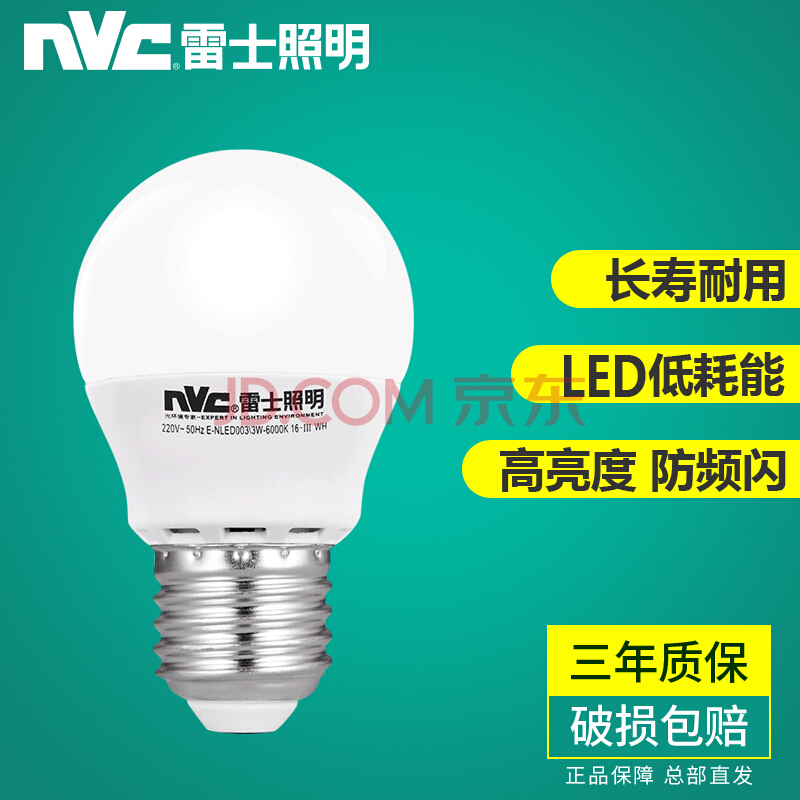 nVc®雷士照明
长寿耐用
LED低耗能
高亮度 防频闪
nVc®雷士照明
JD.COM 京东
光环境专家-EXPERT IN LIGHTING ENVIRONMENT
220V~50Hz E-NLED003\3W-6000K 16-III WH
三年质保
破损包赔
正品保障 总部直发